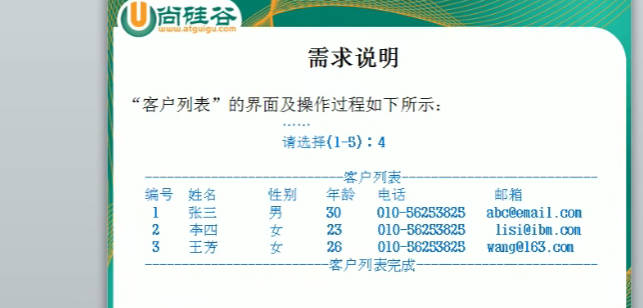 尚硅谷
www.atguigu.com
需求说明
“客户列表”的界面及操作过程如下所示：
……
请选择(1-5)：4
---------------------------客户列表---------------------------
编号 姓名 性别 年龄 电话 邮箱
1 张三 男 30 010-56253825 abc@email.com
2 李四 女 23 010-56253825 lisi@ibm.com
3 王芳 女 26 010-56253825 wang@163.com
-------------------------客户列表完成-------------------------